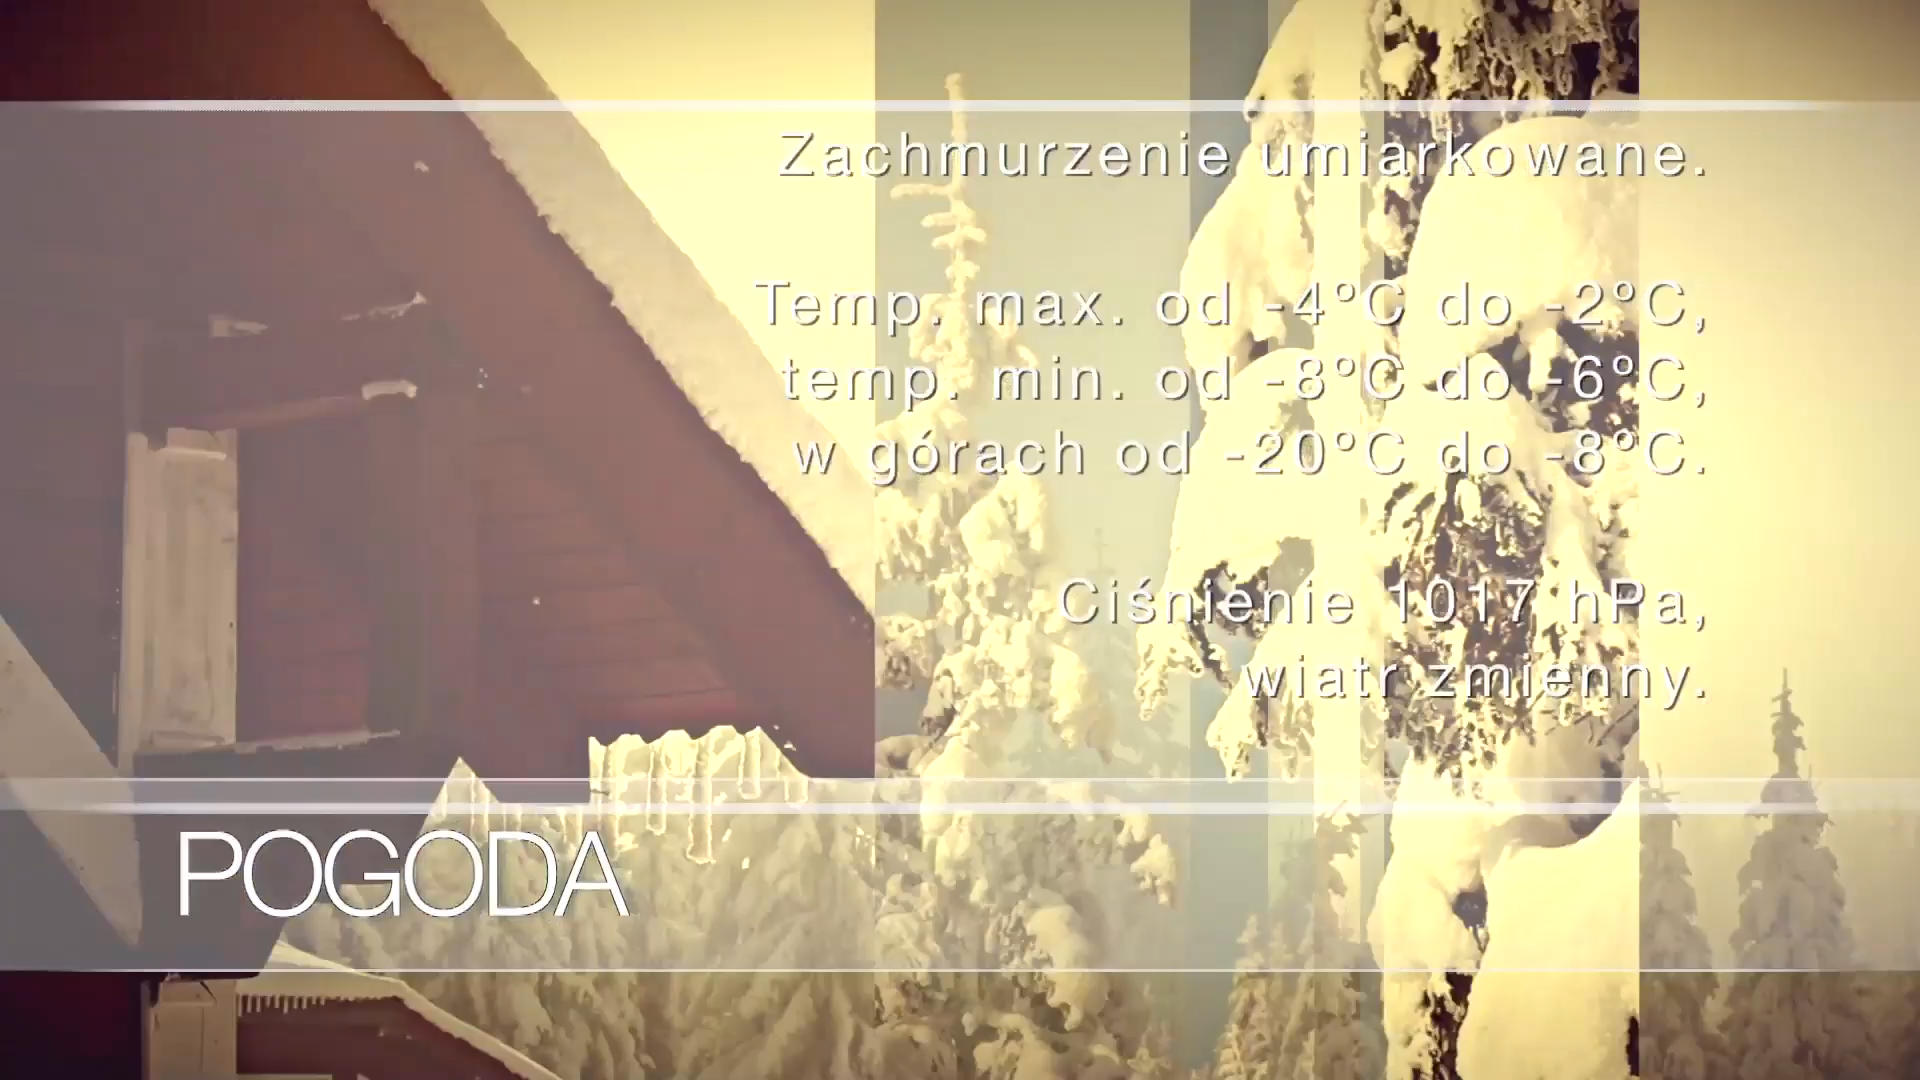 Zachmurzenie umiarkowane.
Temp. max. od -4°C do -2°C,
temp. min. od -8°C do -6°C,
w górach od -20°C do -8°C.
Ciśnienie 1017 hPa,
wiatr zmienny.
POGODA